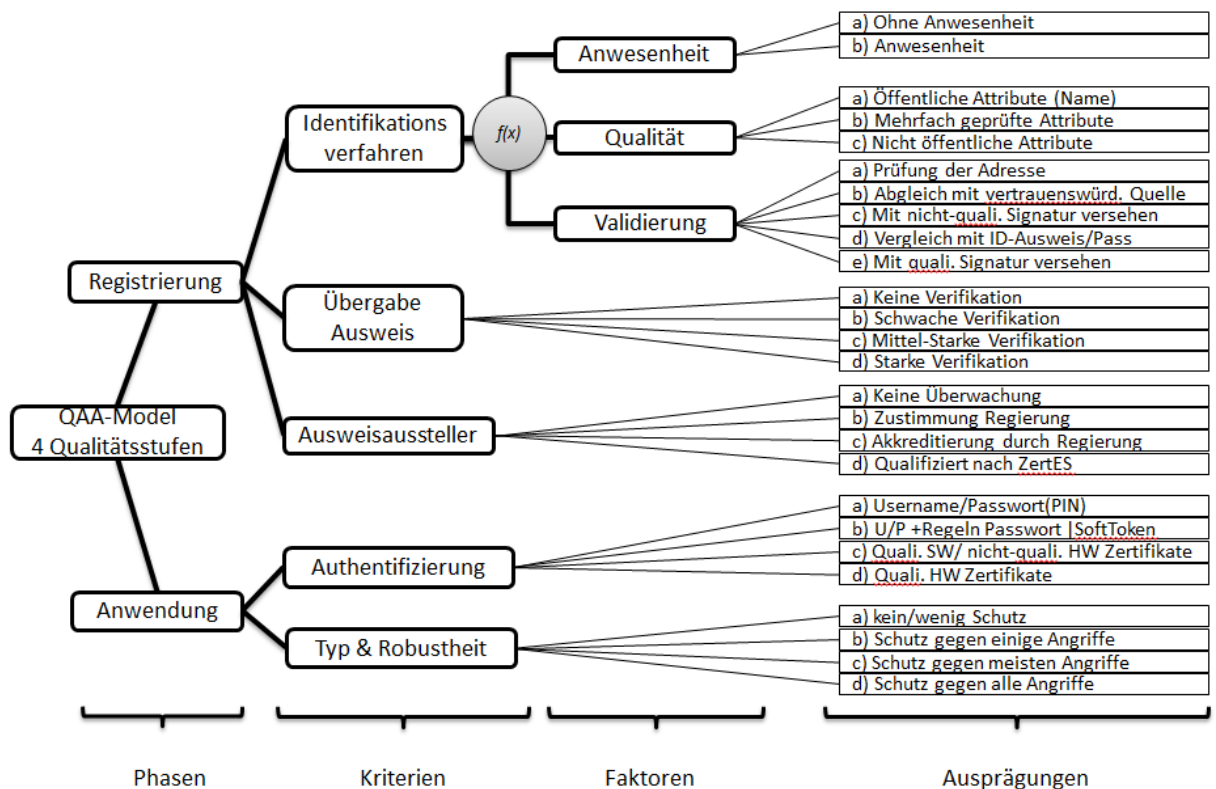 QAA-Model
4 Qualitätsstufen
Registrierung
Anwendung
Identifikations
verfahren
Übergabe
Ausweis
Ausweisaussteller
Authentifizierung
Typ & Robustheit
f(x)
Anwesenheit
Qualität
Validierung
a) Ohne Anwesenheit
b) Anwesenheit
a) Öffentliche Attribute (Name)
b) Mehrfach geprüfte Attribute
c) Nicht öffentliche Attribute
a) Prüfung der Adresse
b) Abgleich mit vertrauenswürd. Quelle
c) Mit nicht-quali. Signatur versehen
d) Vergleich mit ID-Ausweis/Pass
e) Mit quali. Signatur versehen
a) Keine Verifikation
b) Schwache Verifikation
c) Mittel-Starke Verifikation
d) Starke Verifikation
a) Keine Überwachung
b) Zustimmung Regierung
c) Akkreditierung durch Regierung
d) Qualifiziert nach ZertES
a) Username/Passwort(PIN)
b) U/P +Regeln Passwort |SoftToken
c) Quali. SW/ nicht-quali. HW Zertifikate
d) Quali. HW Zertifikate
a) kein/wenig Schutz
b) Schutz gegen einige Angriffe
c) Schutz gegen meisten Angriffe
d) Schutz gegen alle Angriffe
Phasen
Kriterien
Faktoren
Ausprägungen